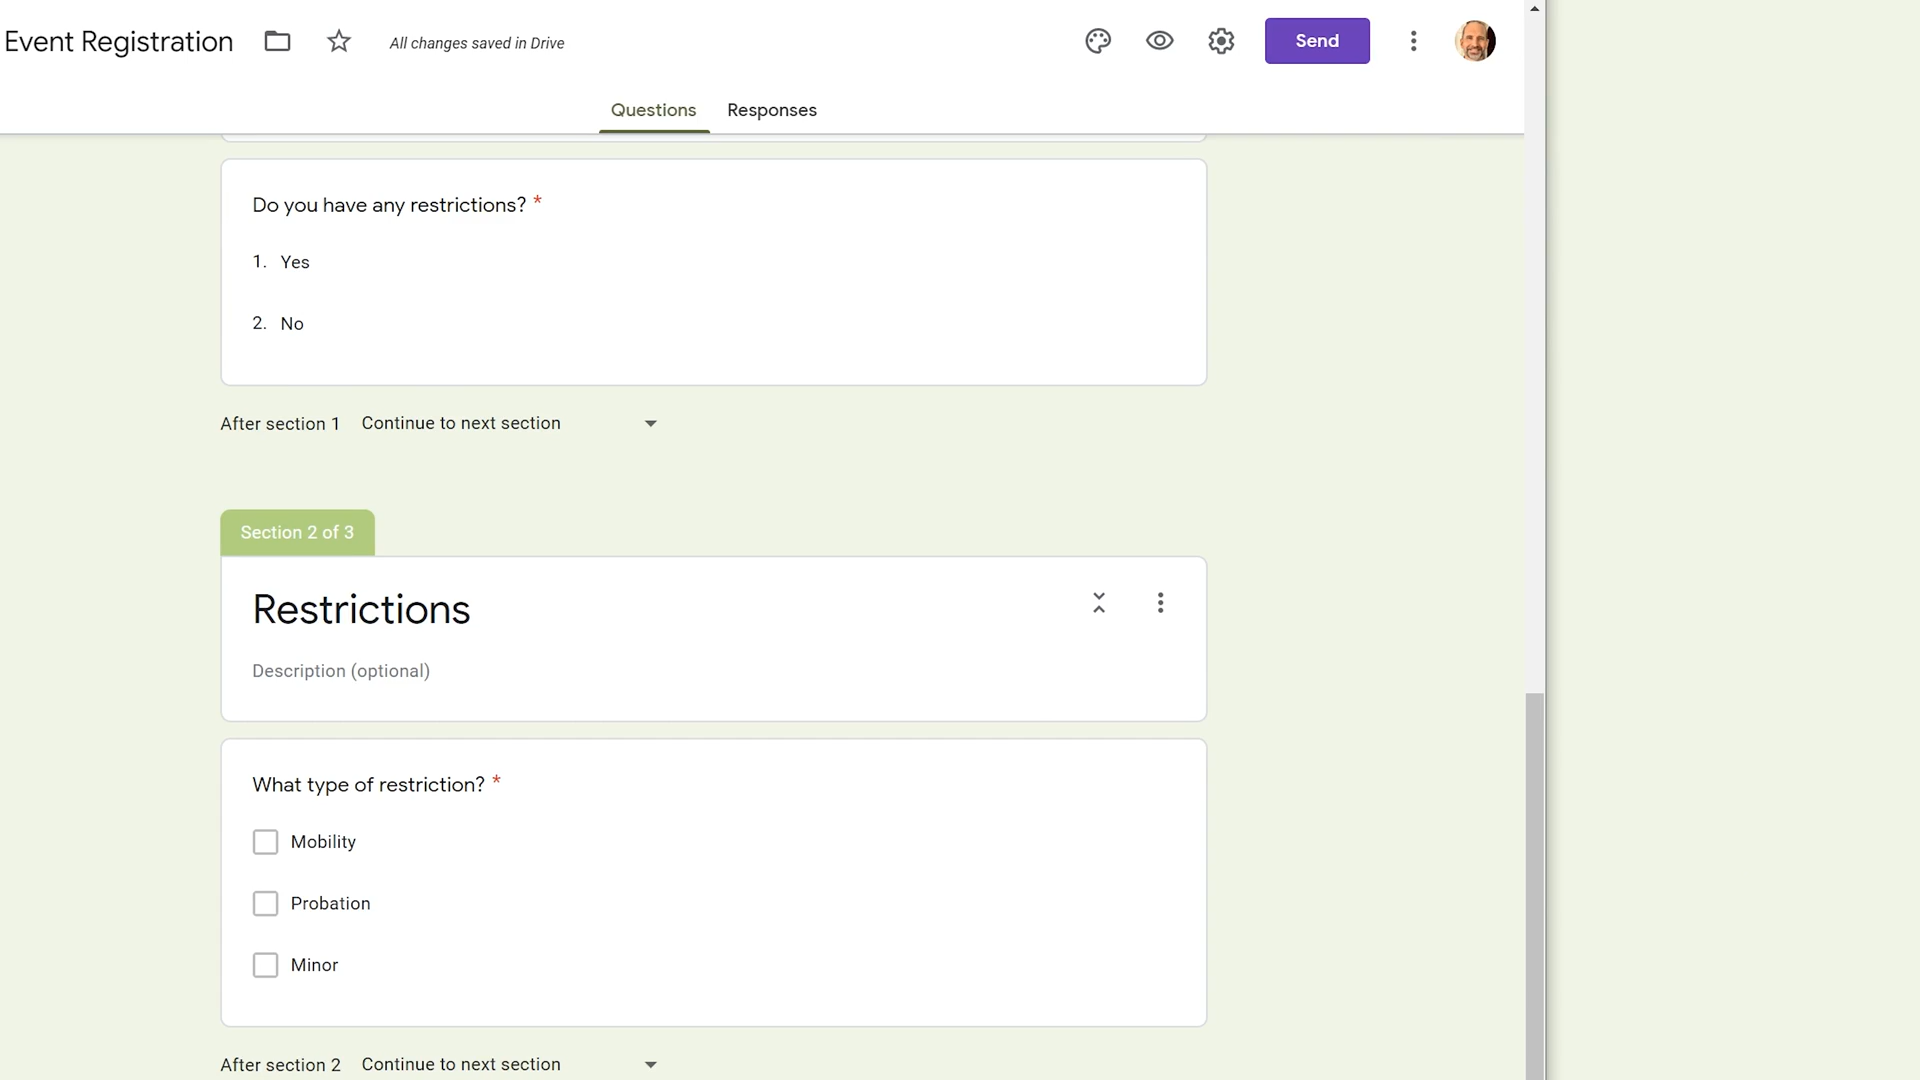 Event Registration
All changes saved in Drive
Send
Questions Responses
Do you have any restrictions? *
1. Yes
2. No
After section 1 Continue to next section
Section 2 of 3
Restrictions
Description (optional)
What type of restriction? *
Mobility
Probation
Minor
After section 2 Continue to next section